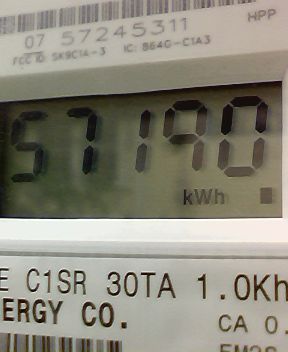 HPP
07 57245311
FCC ID: SK9C1A-3 IC: 864G-C1A3
57190
kWh
E C1SR 30TA 1.0Kh
ERGY CO.
CA 0.